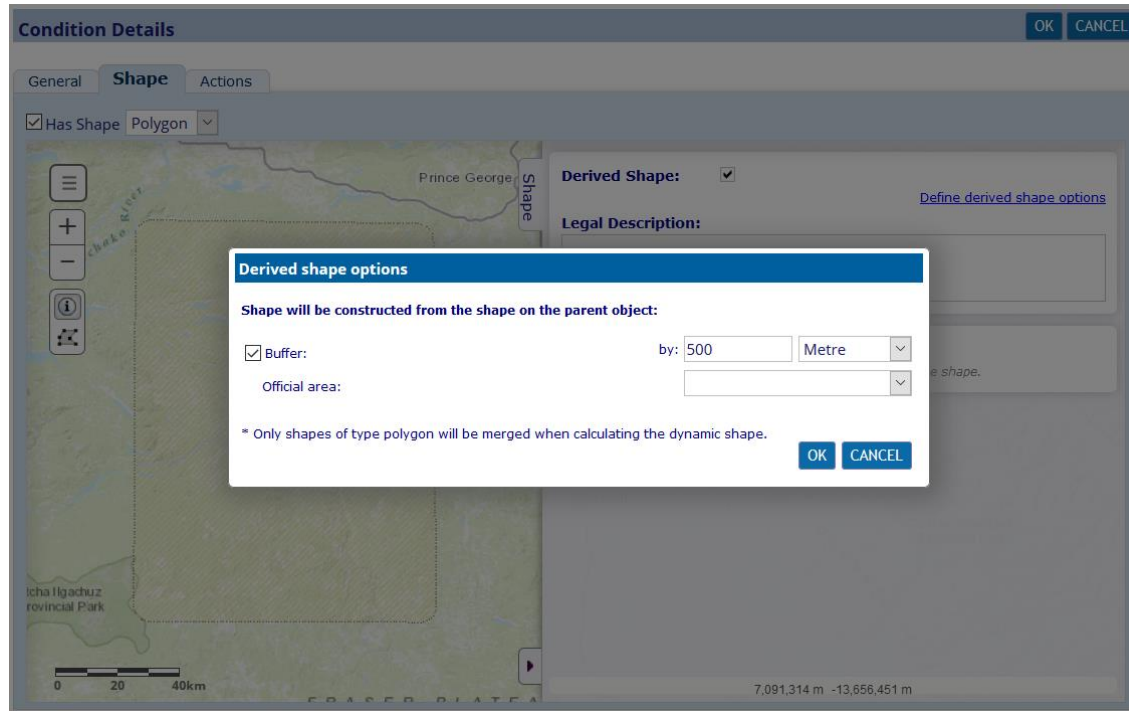 Condition Details
OK CANCEL
General Shape Actions
Has Shape Polygon
Prince George
Shape
River
Derived Shape:
Define derived shape options
Legal Description:
Derived shape options
Shape will be constructed from the shape on the parent object:
Buffer: by: 500 Metre
Official area:
e shape.
* Only shapes of type polygon will be merged when calculating the dynamic shape.
OK CANCEL
tcha Ilgachuz
rovincial Park
0 20 40km
7,091,314 m -13,656,451 m